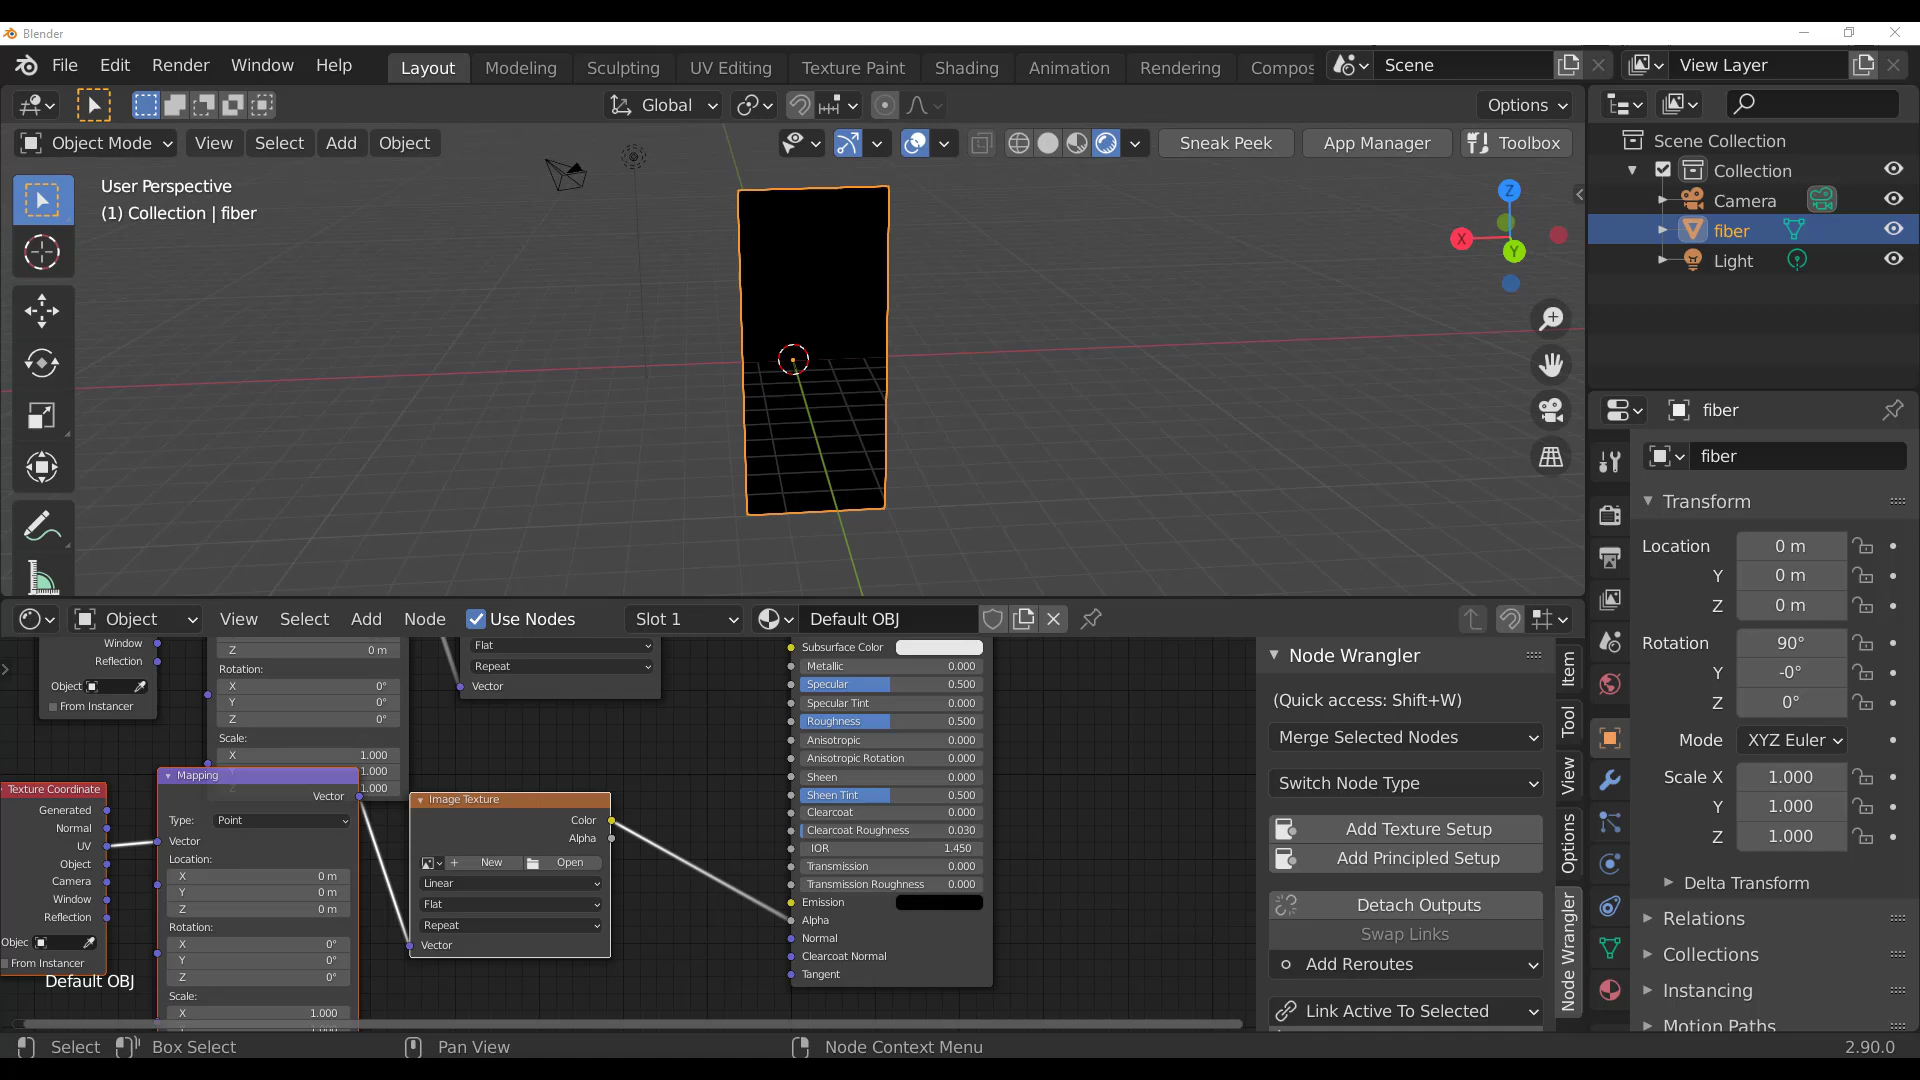 Blender
File Edit Render Window Help Layout Modeling Sculpting UV Editing Texture Paint Shading Animation Rendering Compos Scene View Layer
Global Options
Object Mode View Select Add Object Sneak Peek App Manager Toolbox
User Perspective
(1) Collection | fiber
Z
X
Y
Scene Collection
Collection
Camera
fiber
Light
fiber
fiber
Transform
Location 0 m
Y 0 m
Z 0 m
Rotation 90°
Y -0°
Z 0°
Mode XYZ Euler
Scale X 1.000
Y 1.000
Z 1.000
Delta Transform
Relations
Collections
Instancing
Motion Paths
Object View Select Add Node Use Nodes Slot 1 Default OBJ
Window
Reflection
Object
From Instancer
Z 0 m
Rotation:
X 0°
Y 0°
Z 0°
Scale:
X 1.000
Y 1.000
Z 1.000
Flat
Repeat
Vector
Texture Coordinate
Generated
Normal
UV
Object
Camera
Window
Reflection
Objec
From Instancer
Default OBJ
Mapping
Vector
Type: Point
Vector
Location:
X 0 m
Y 0 m
Z 0 m
Rotation:
X 0°
Y 0°
Z 0°
Scale:
X 1.000
Image Texture
Color
Alpha
New Open
Linear
Flat
Repeat
Vector
Subsurface Color
Metallic 0.000
Specular 0.500
Specular Tint 0.000
Roughness 0.500
Anisotropic 0.000
Anisotropic Rotation 0.000
Sheen 0.000
Sheen Tint 0.500
Clearcoat 0.000
Clearcoat Roughness 0.030
IOR 1.450
Transmission 0.000
Transmission Roughness 0.000
Emission
Alpha
Normal
Clearcoat Normal
Tangent
Node Wrangler
(Quick access: Shift+W)
Merge Selected Nodes
Switch Node Type
Add Texture Setup
Add Principled Setup
Detach Outputs
Swap Links
Add Reroutes
Link Active To Selected
Item
Tool
View
Options
Node Wrangler
Select Box Select Pan View Node Context Menu 2.90.0